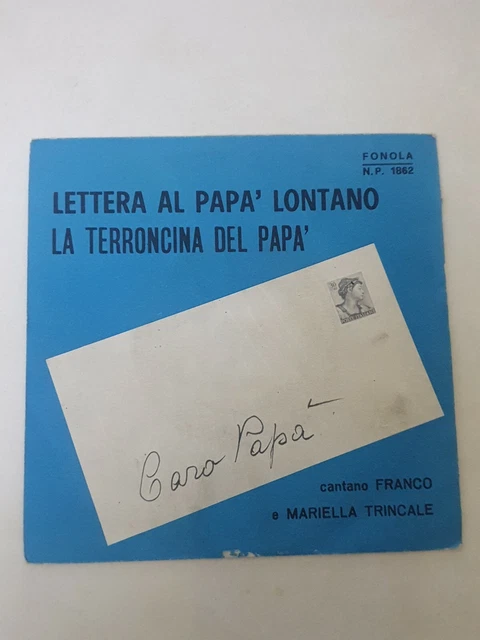 FONOLA
N.P. 1862
LETTERA AL PAPA' LONTANO
LA TERRONCINA DEL PAPA'
Caro Papà
cantano FRANCO
e MARIELLA TRINCALE